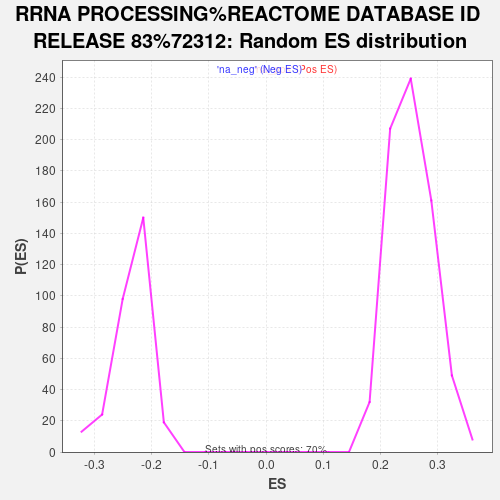 RRNA PROCESSING%REACTOME DATABASE ID
RELEASE 83%72312: Random ES distribution
'na_neg' (Neg ES) Pos ES)
240
220
200
180
160
140
120
100
80
60
40
20
0
P(ES)
Sets with pos scores: 70%
-0.3 -0.2 -0.1 0.0 0.1 0.2 0.3
ES